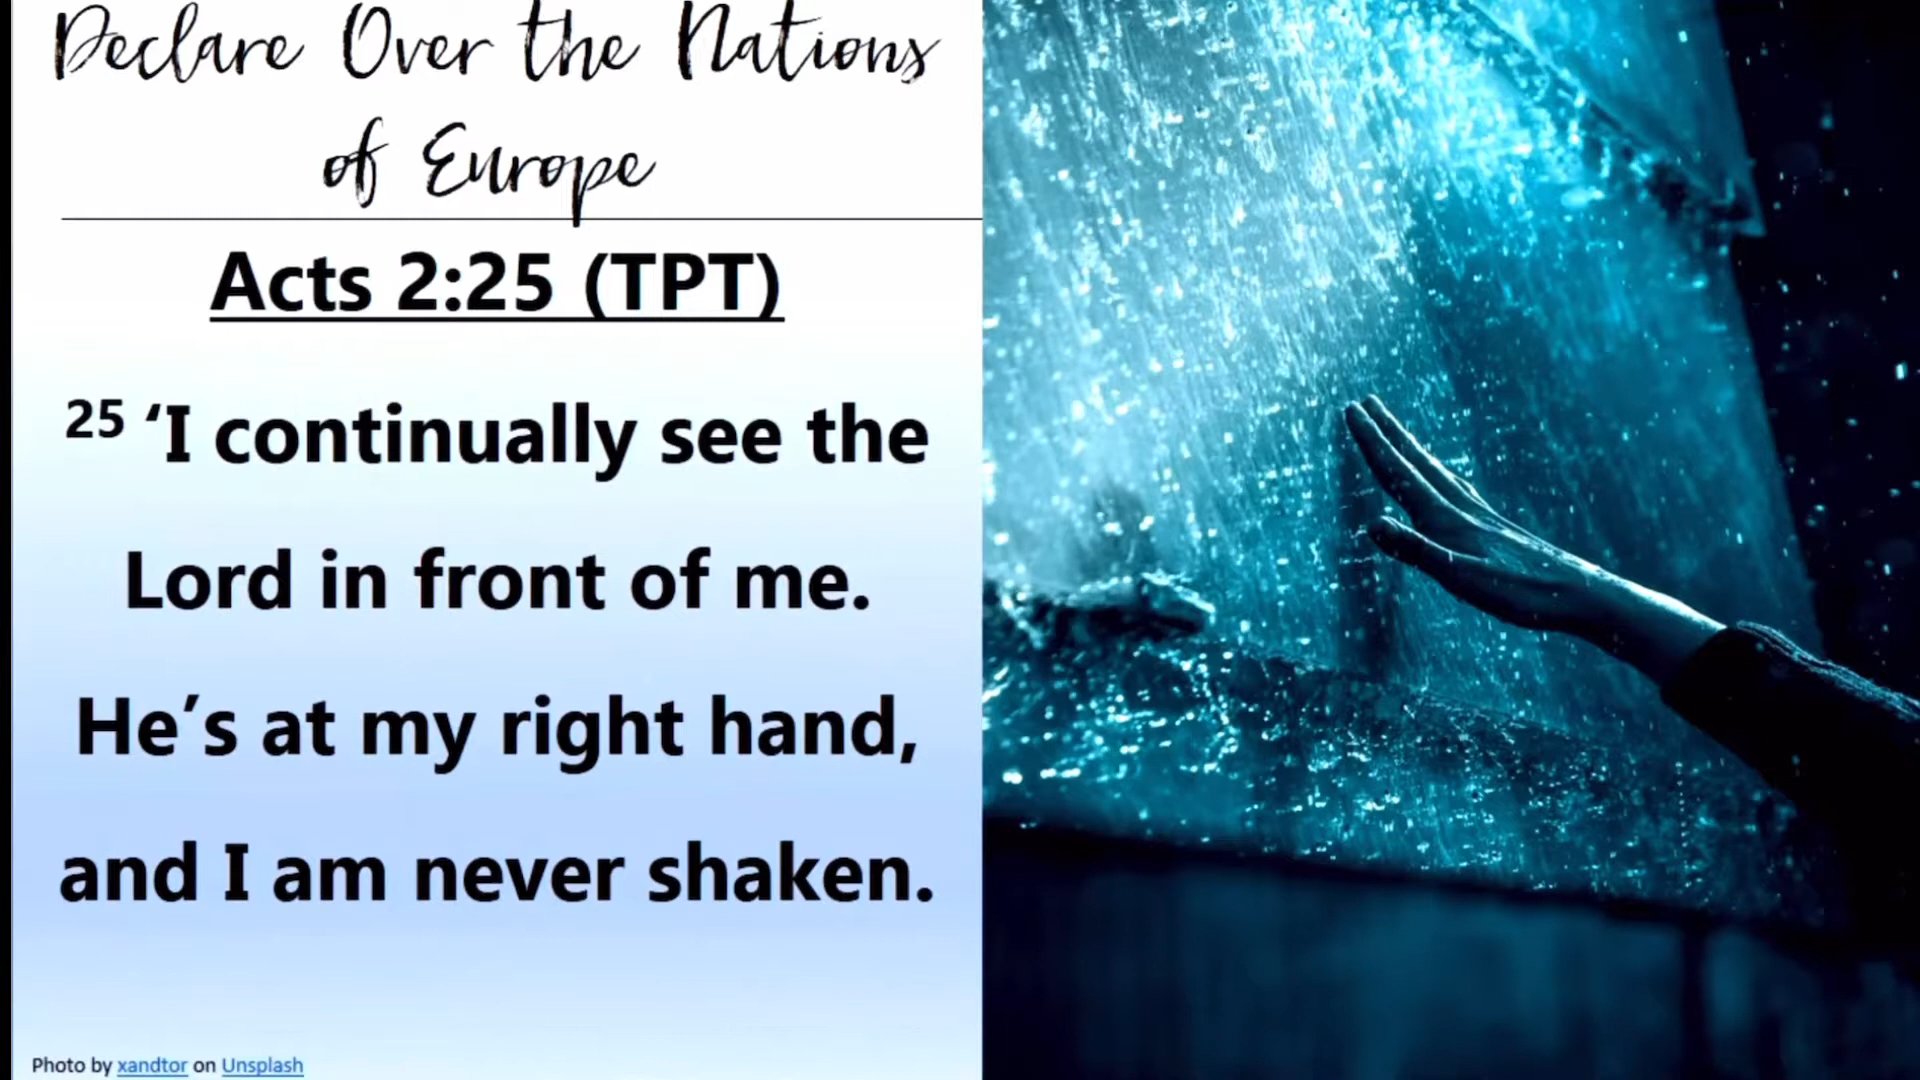 Declare Over the Nations
of Europe
Acts 2:25 (TPT)
25 ‘I continually see the
Lord in front of me.
He’s at my right hand,
and I am never shaken.
Photo by xandtor on Unsplash